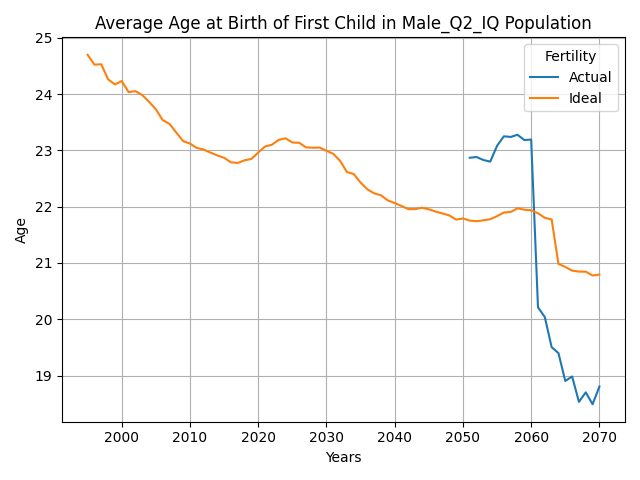 Average Age at Birth of First Child in Male_Q2_IQ Population
Fertility
Actual
Ideal
Age
25
24
23
22
21
20
19
2000 2010 2020 2030 2040 2050 2060 2070
Years